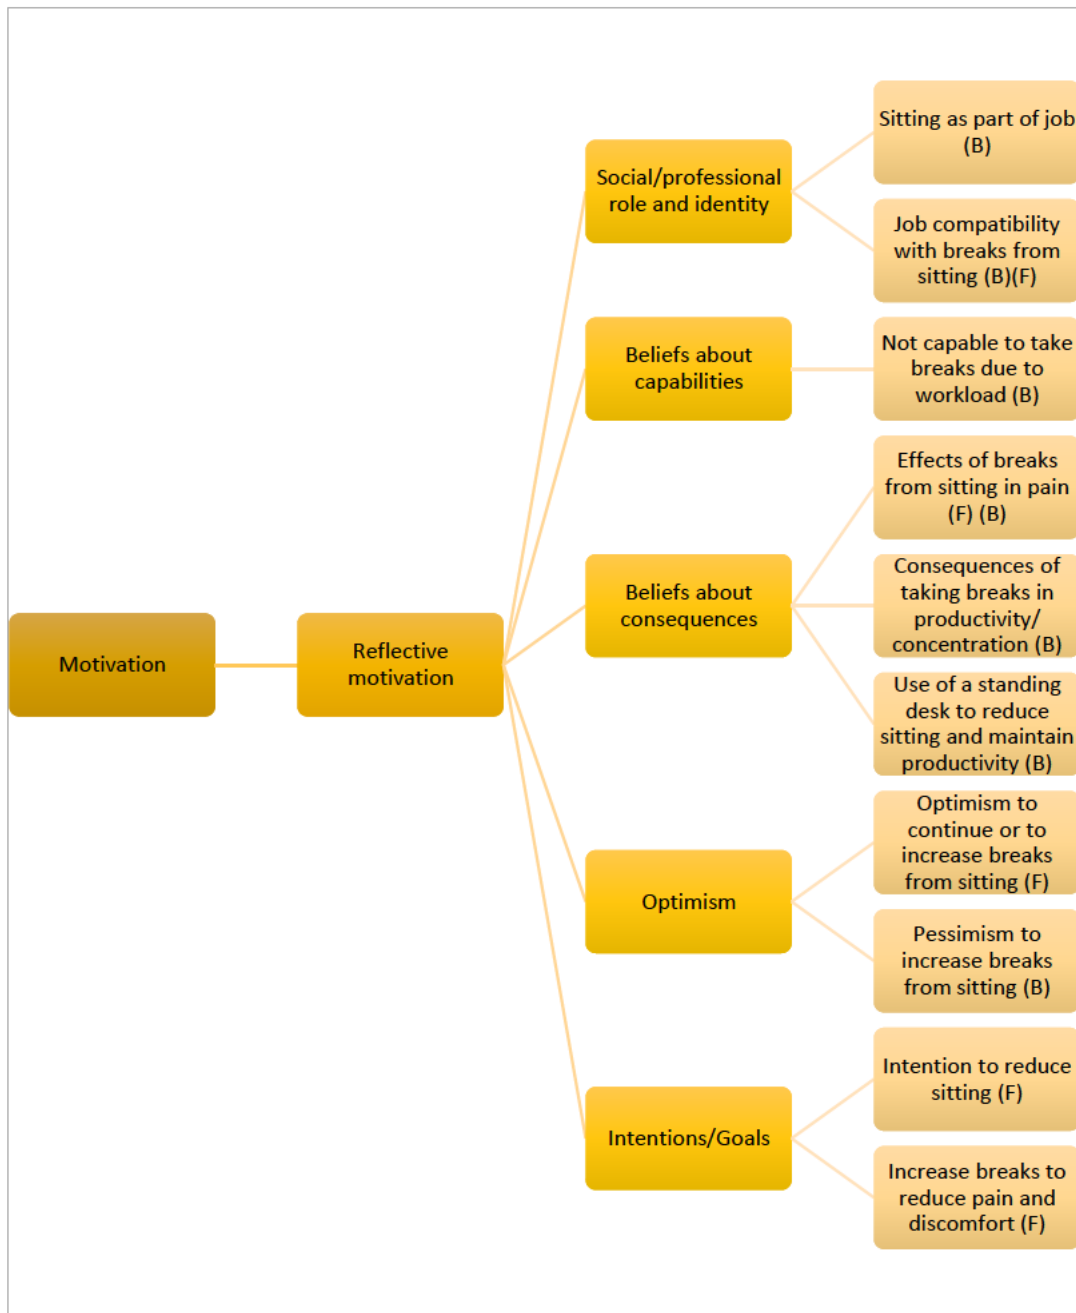 Motivation
Reflective
motivation
Social/professional
role and identity
Sitting as part of job
(B)
Job compatibility
with breaks from
sitting (B)(F)
Beliefs about
capabilities
Not capable to take
breaks due to
workload (B)
Beliefs about
consequences
Effects of breaks
from sitting in pain
(F) (B)
Consequences of
taking breaks in
productivity/
concentration (B)
Use of a standing
desk to reduce
sitting and maintain
productivity (B)
Optimism
Optimism to
continue or to
increase breaks
from sitting (F)
Pessimism to
increase breaks
from sitting (B)
Intentions/Goals
Intention to reduce
sitting (F)
Increase breaks to
reduce pain and
discomfort (F)